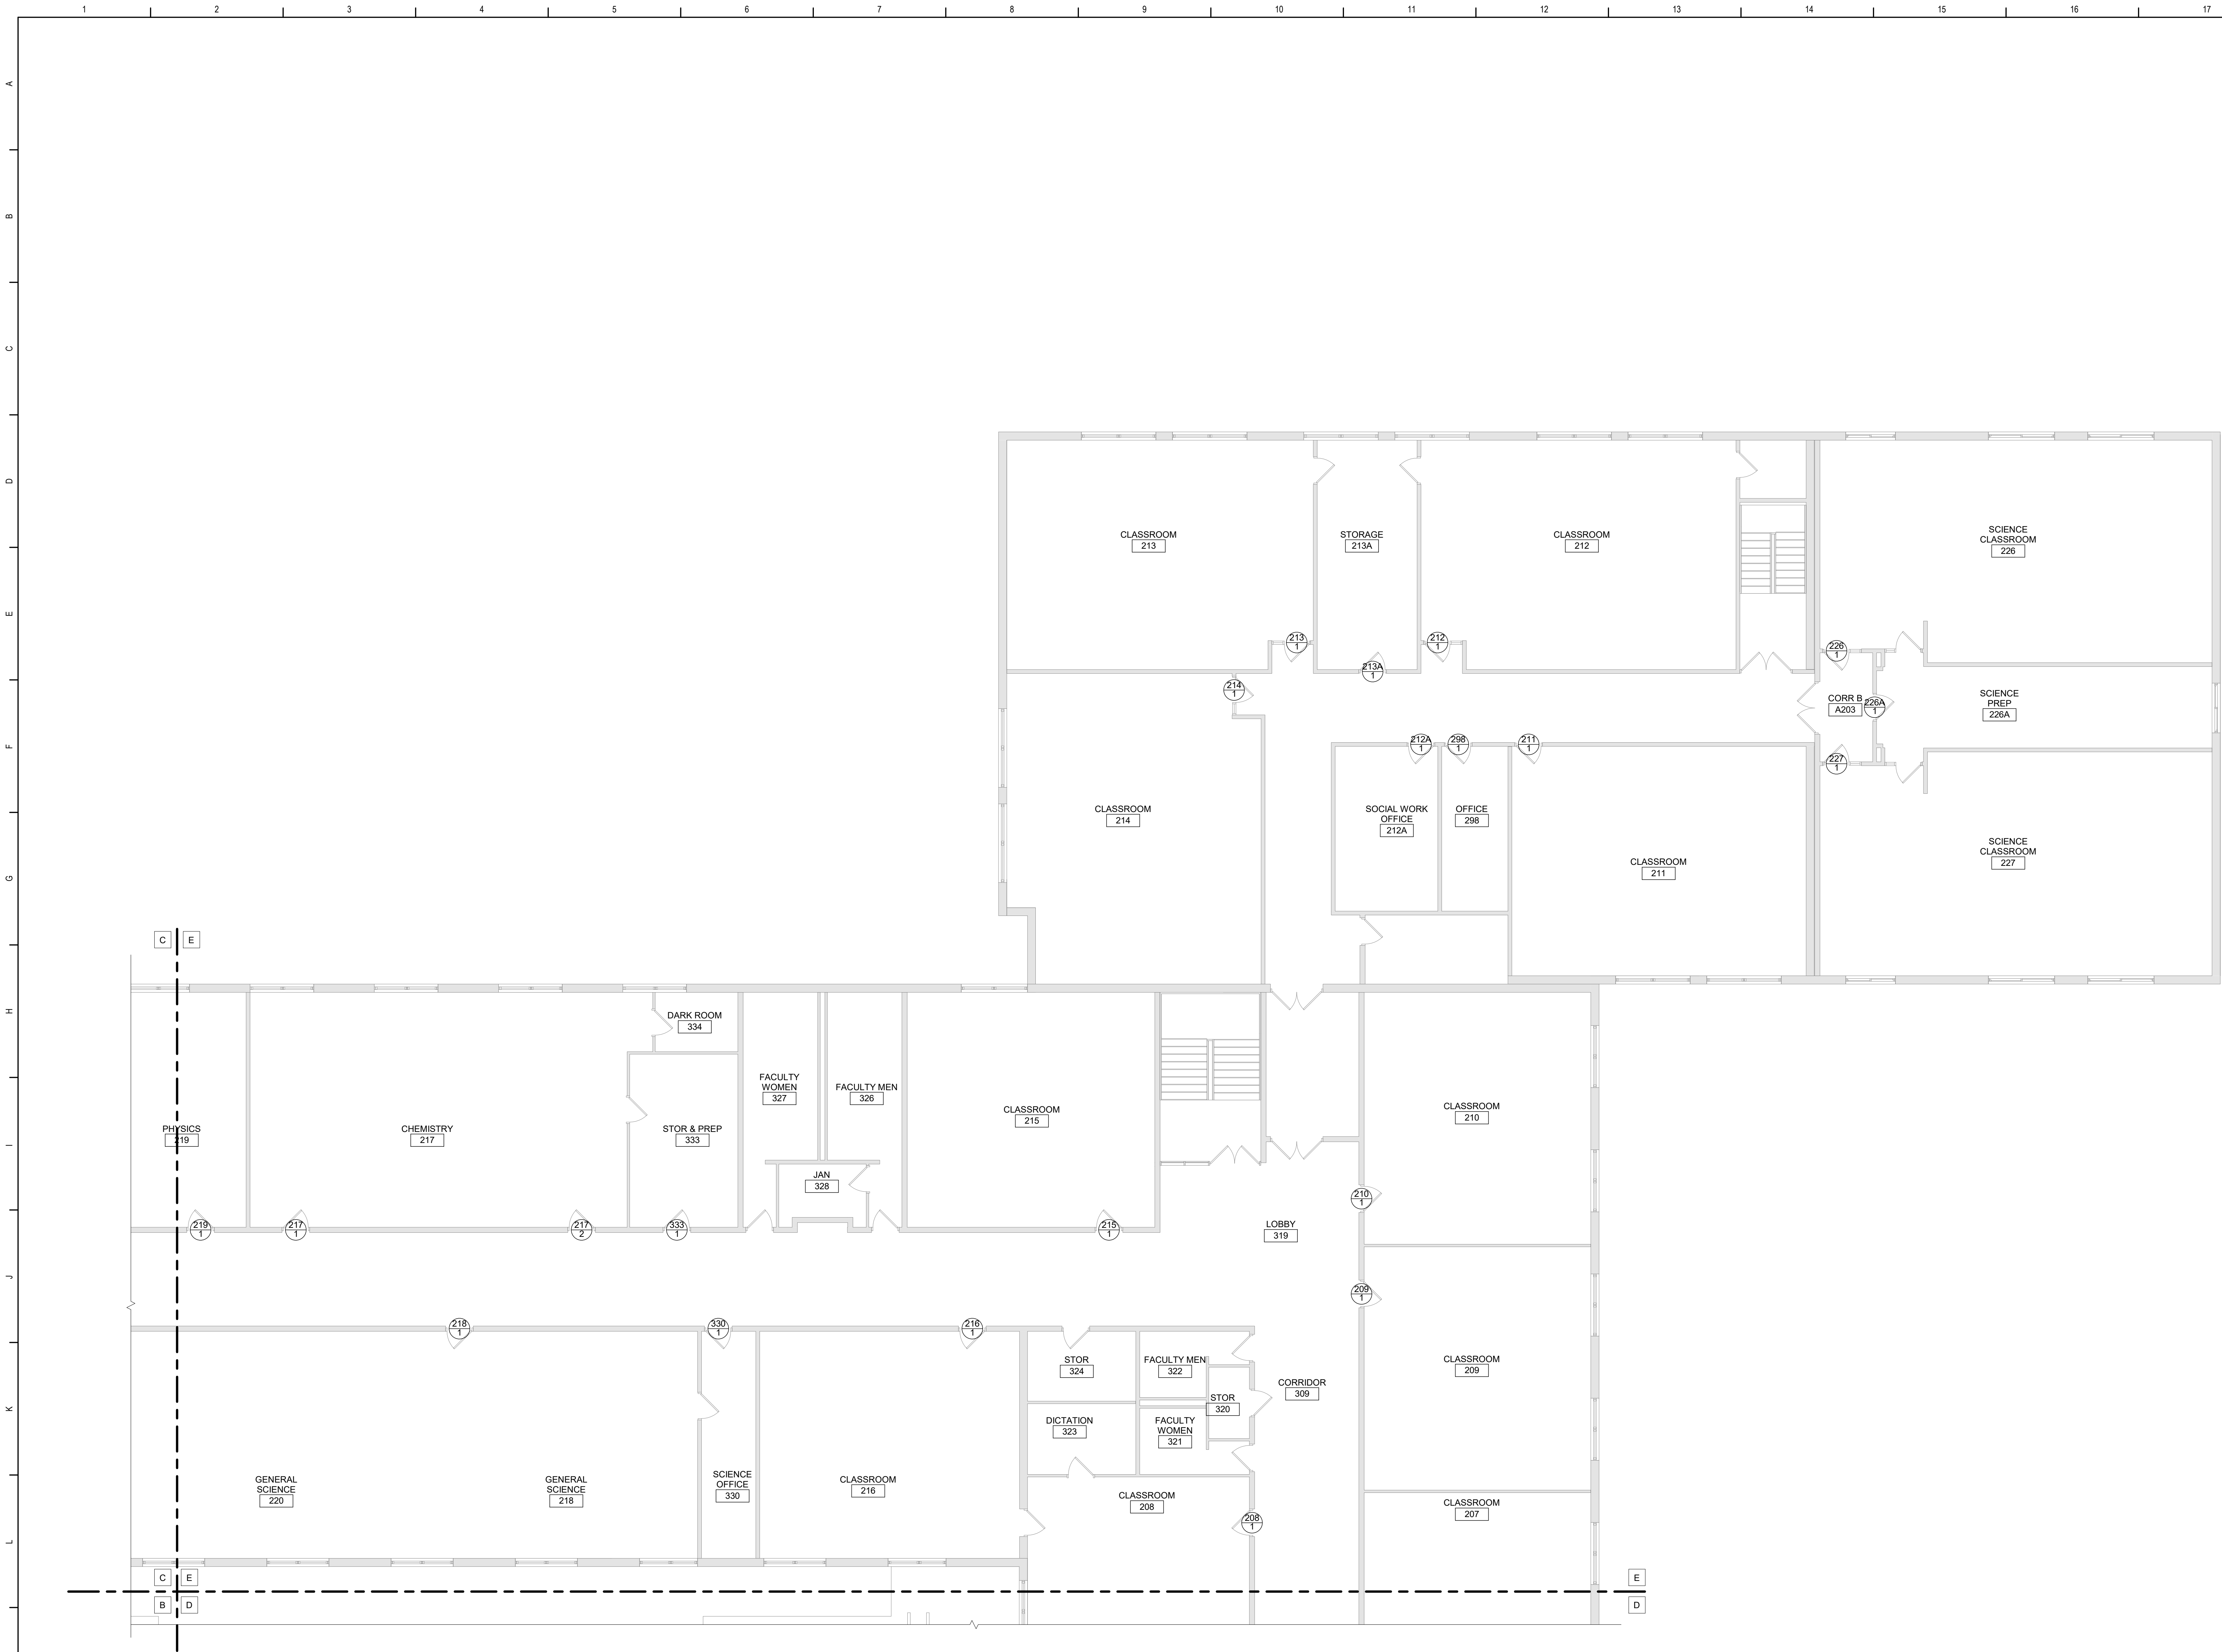 1 2 3 4 5 6 7 8 9 10 11 12 13 14 15 16 17
A
B
C
D
E
F
G
H
I
J
K
L
CLASSROOM
213
STORAGE
213A
CLASSROOM
212
SCIENCE
CLASSROOM
226
213
1
212
1
213A
1
226
1
214
1
CORR B
A203
226A
1
SCIENCE
PREP
226A
212A
1
298
1
211
1
227
1
CLASSROOM
214
SOCIAL WORK
OFFICE
212A
OFFICE
298
CLASSROOM
211
SCIENCE
CLASSROOM
227
C E
DARK ROOM
334
FACULTY
WOMEN
327
FACULTY MEN
326
CLASSROOM
215
CLASSROOM
210
PHYSICS
219
CHEMISTRY
217
STOR & PREP
333
JAN
328
210
1
219
1
217
1
217
2
333
1
215
1
LOBBY
319
209
1
218
1
330
1
216
1
STOR
324
FACULTY MEN
322
CORRIDOR
309
CLASSROOM
209
STOR
320
DICTATION
323
FACULTY
WOMEN
321
GENERAL
SCIENCE
220
GENERAL
SCIENCE
218
SCIENCE
OFFICE
330
CLASSROOM
216
CLASSROOM
208
208
1
CLASSROOM
207
C E
B D
E
D